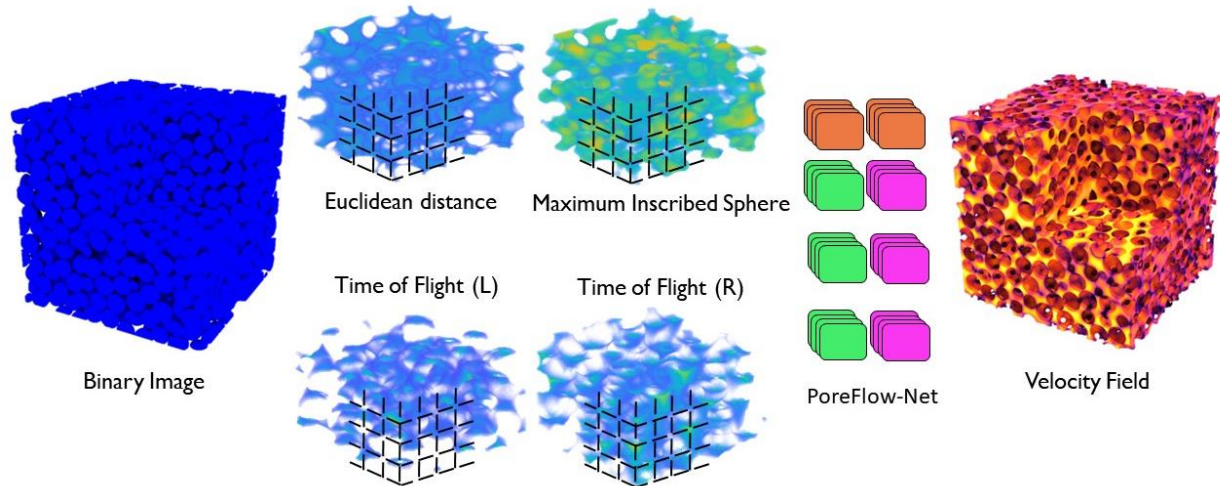 Euclidean distance
Maximum Inscribed Sphere
Time of Flight (L)
Time of Flight (R)
Binary Image
PoreFlow-Net
Velocity Field